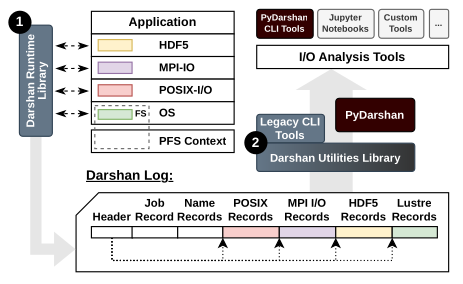 1
Darshan Runtime
Library
Application
HDF5
MPI-IO
POSIX-I/O
FS
OS
PFS Context
PyDarshan
CLI Tools
Jupyter
Notebooks
Custom
Tools
...
I/O Analysis Tools
PyDarshan
Legacy CLI
Tools
2
Darshan Utilities Library
Darshan Log:
Header
Job
Record
Name
Records
POSIX
Records
MPI I/O
Records
HDF5
Records
Lustre
Records